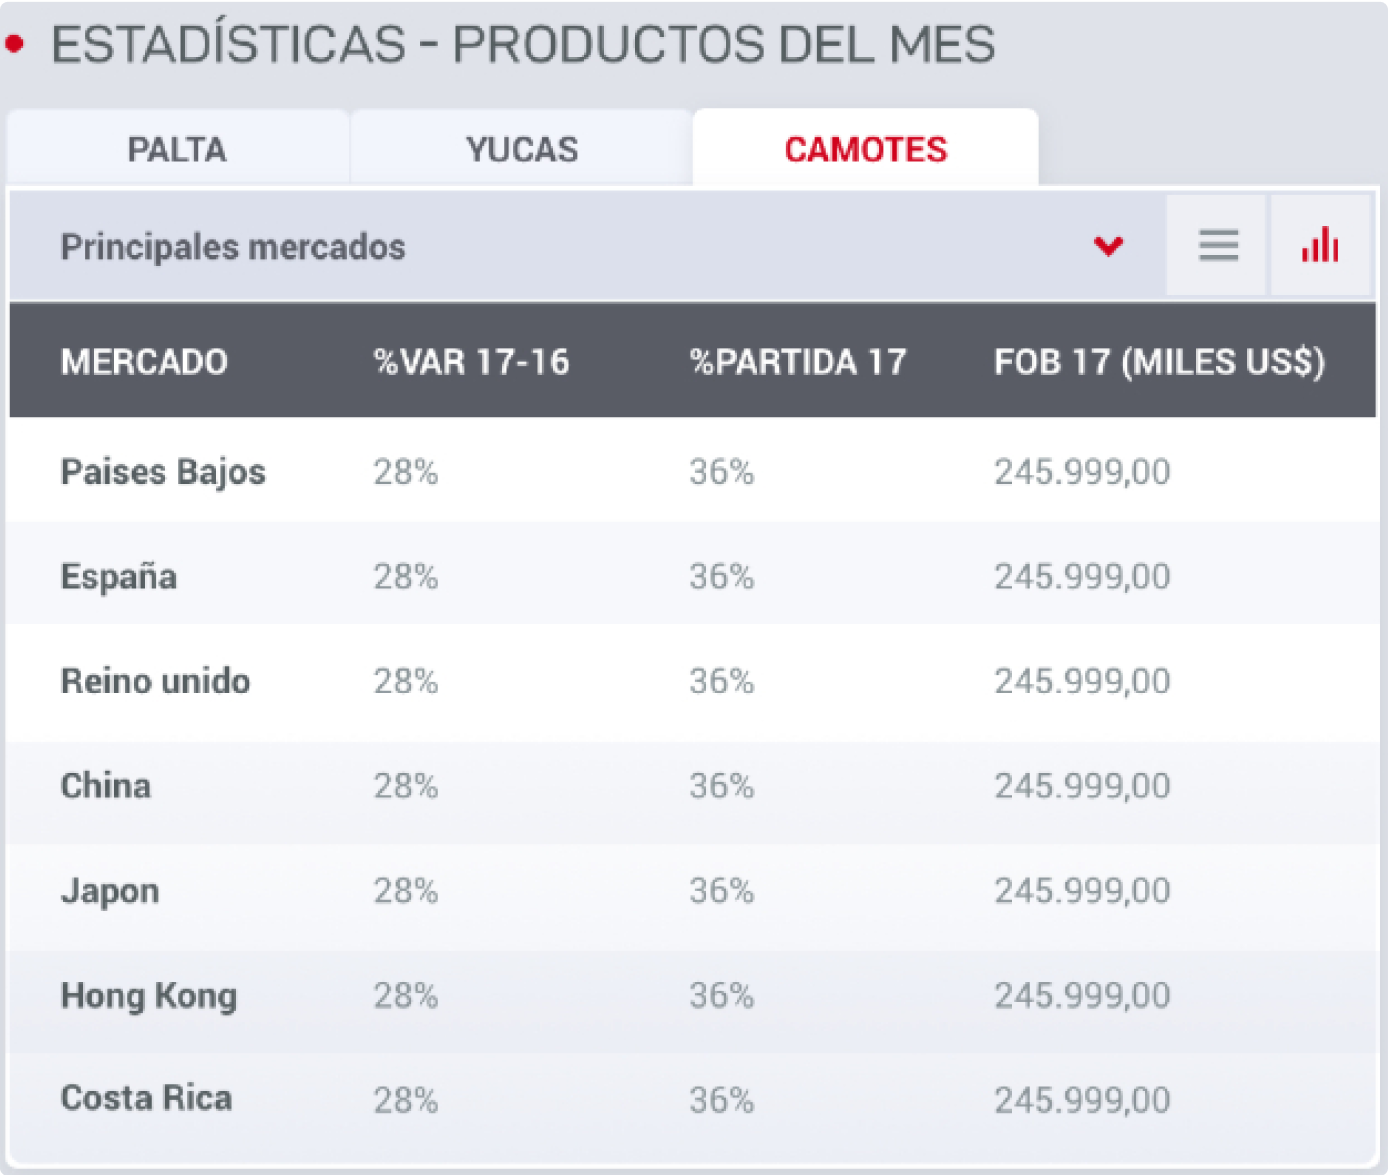 ESTADÍSTICAS - PRODUCTOS DEL MES
PALTA YUCAS CAMOTES
Principales mercados
MERCADO %VAR 17-16 %PARTIDA 17 FOB 17 (MILES US$)
Paises Bajos 28% 36% 245.999,00
España 28% 36% 245.999,00
Reino unido 28% 36% 245.999,00
China 28% 36% 245.999,00
Japon 28% 36% 245.999,00
Hong Kong 28% 36% 245.999,00
Costa Rica 28% 36% 245.999,00